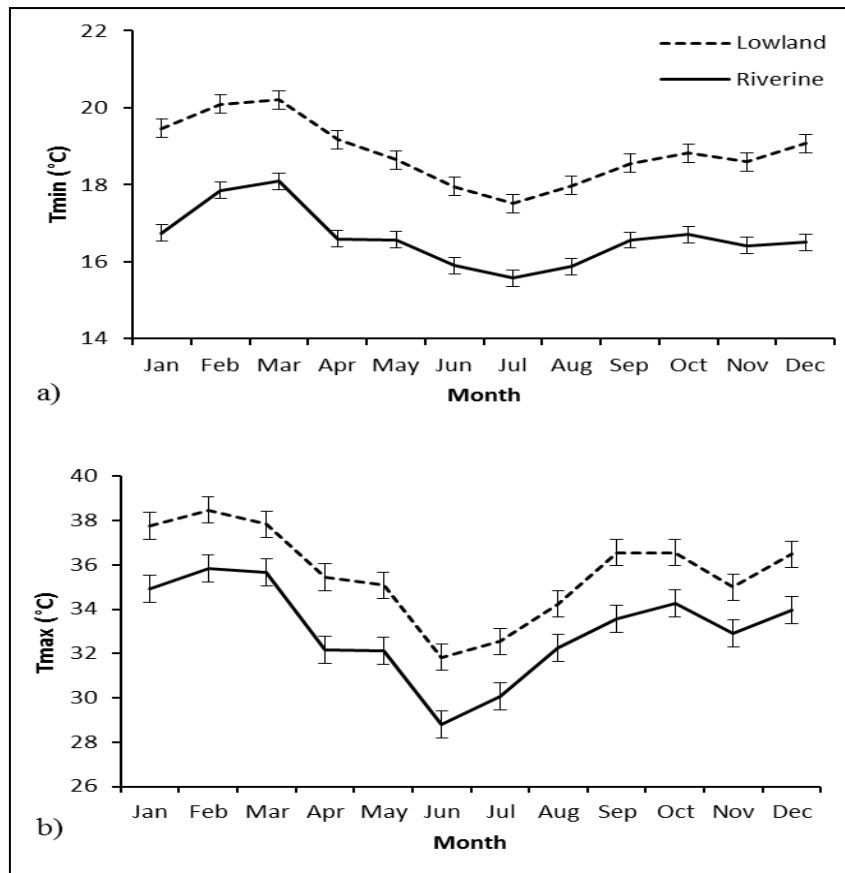 22
20
18
16
14
Tmin (°C)
Lowland
Riverine
Jan Feb Mar Apr May Jun Jul Aug Sep Oct Nov Dec
Month
a)
40
38
36
34
32
30
28
26
Tmax (°C)
Jan Feb Mar Apr May Jun Jul Aug Sep Oct Nov Dec
Month
b)